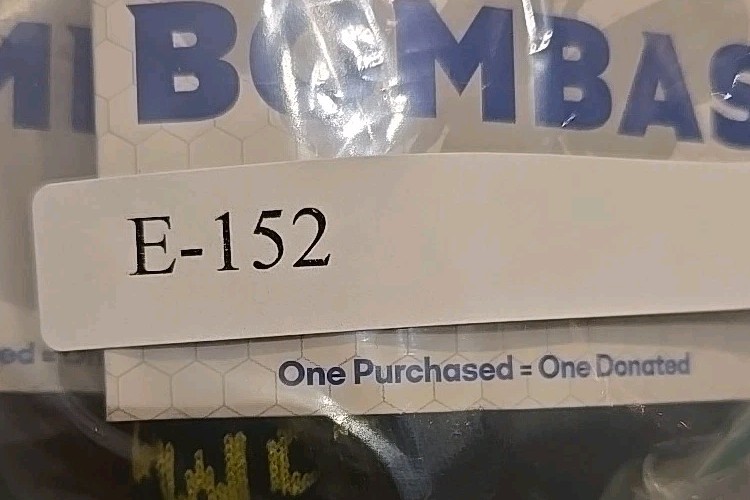 BOMBAS
E-152
One Purchased = One Donated